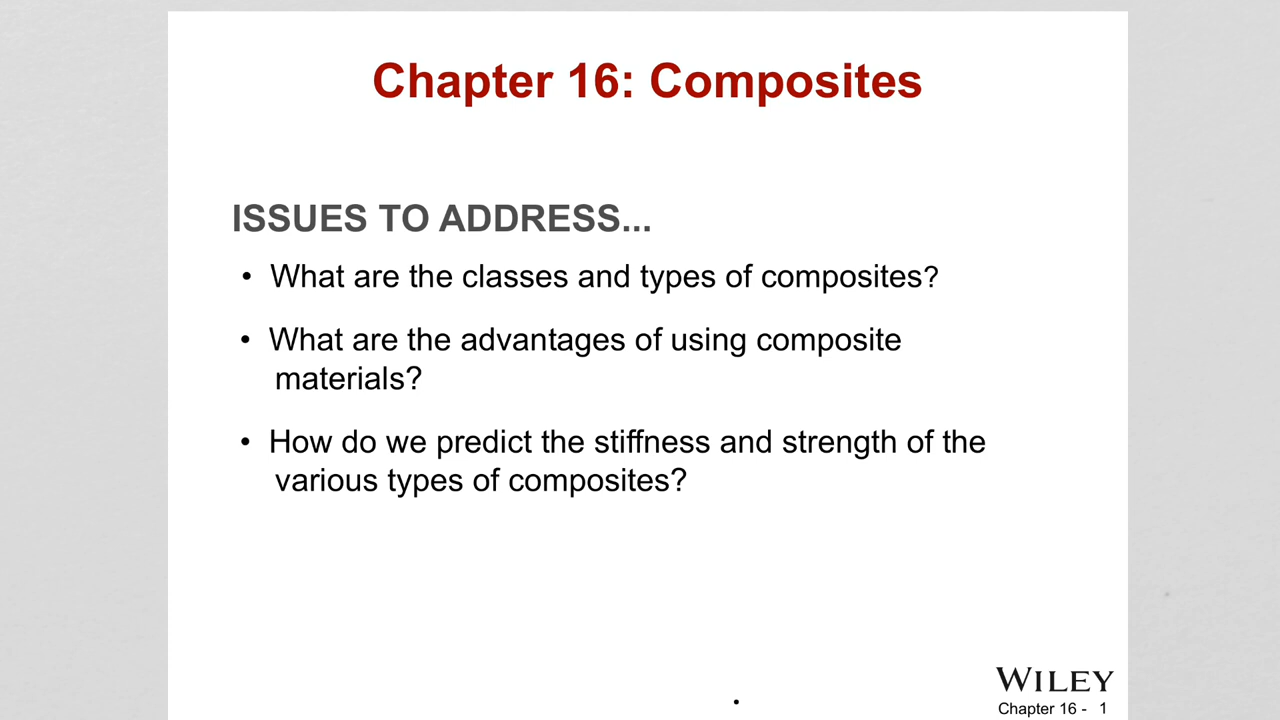 Chapter 16: Composites
ISSUES TO ADDRESS...
• What are the classes and types of composites?
• What are the advantages of using composite
materials?
• How do we predict the stiffness and strength of the
various types of composites?
WILEY
Chapter 16 - 1